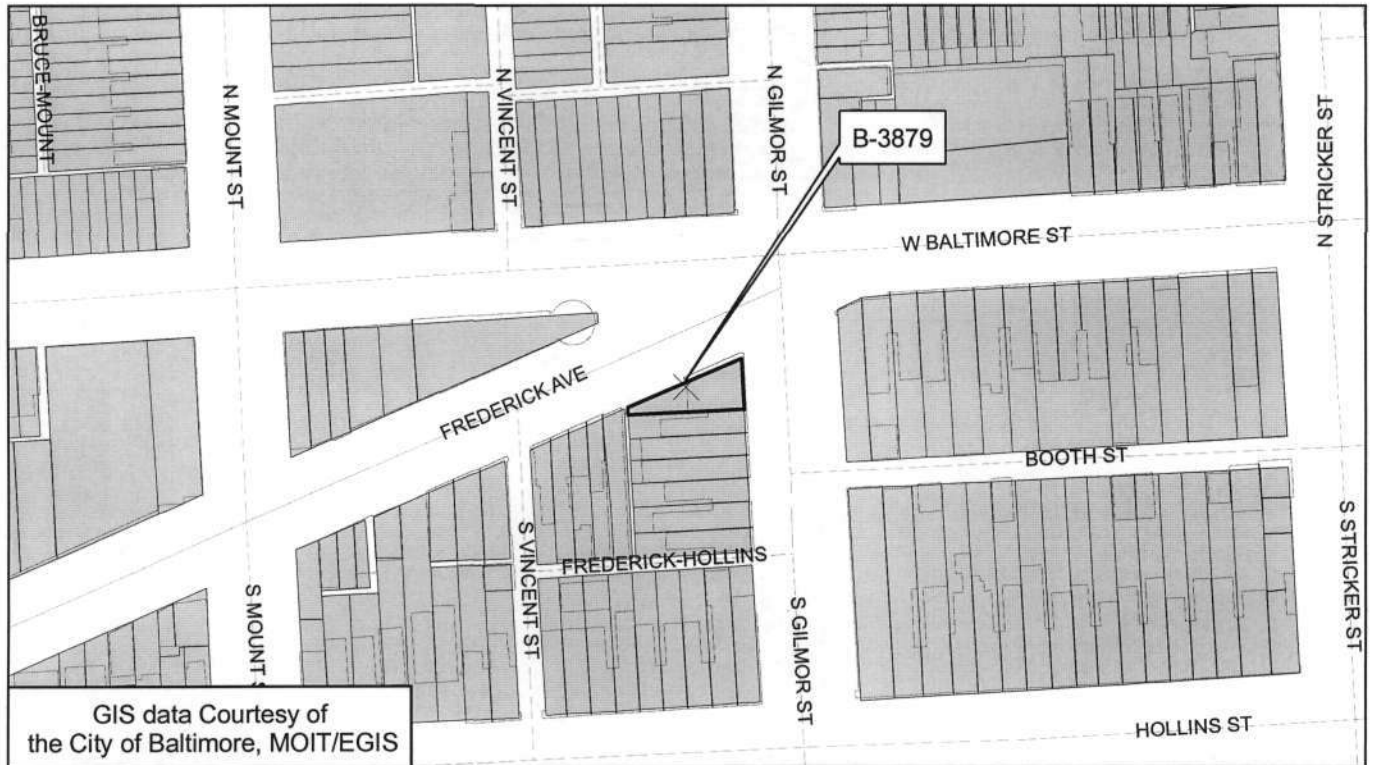 BRUCE-MOUNT
N MOUNT ST
N VINCENT ST
N GILMOR ST
N STRICKER ST
B-3879
W BALTIMORE ST
FREDERICK AVE
BOOTH ST
S VINCENT ST
FREDERICK-HOLLINS
S MOUNT S
S GILMOR ST
S STRICKER ST
HOLLINS ST
GIS data Courtesy of
the City of Baltimore, MOIT/EGIS